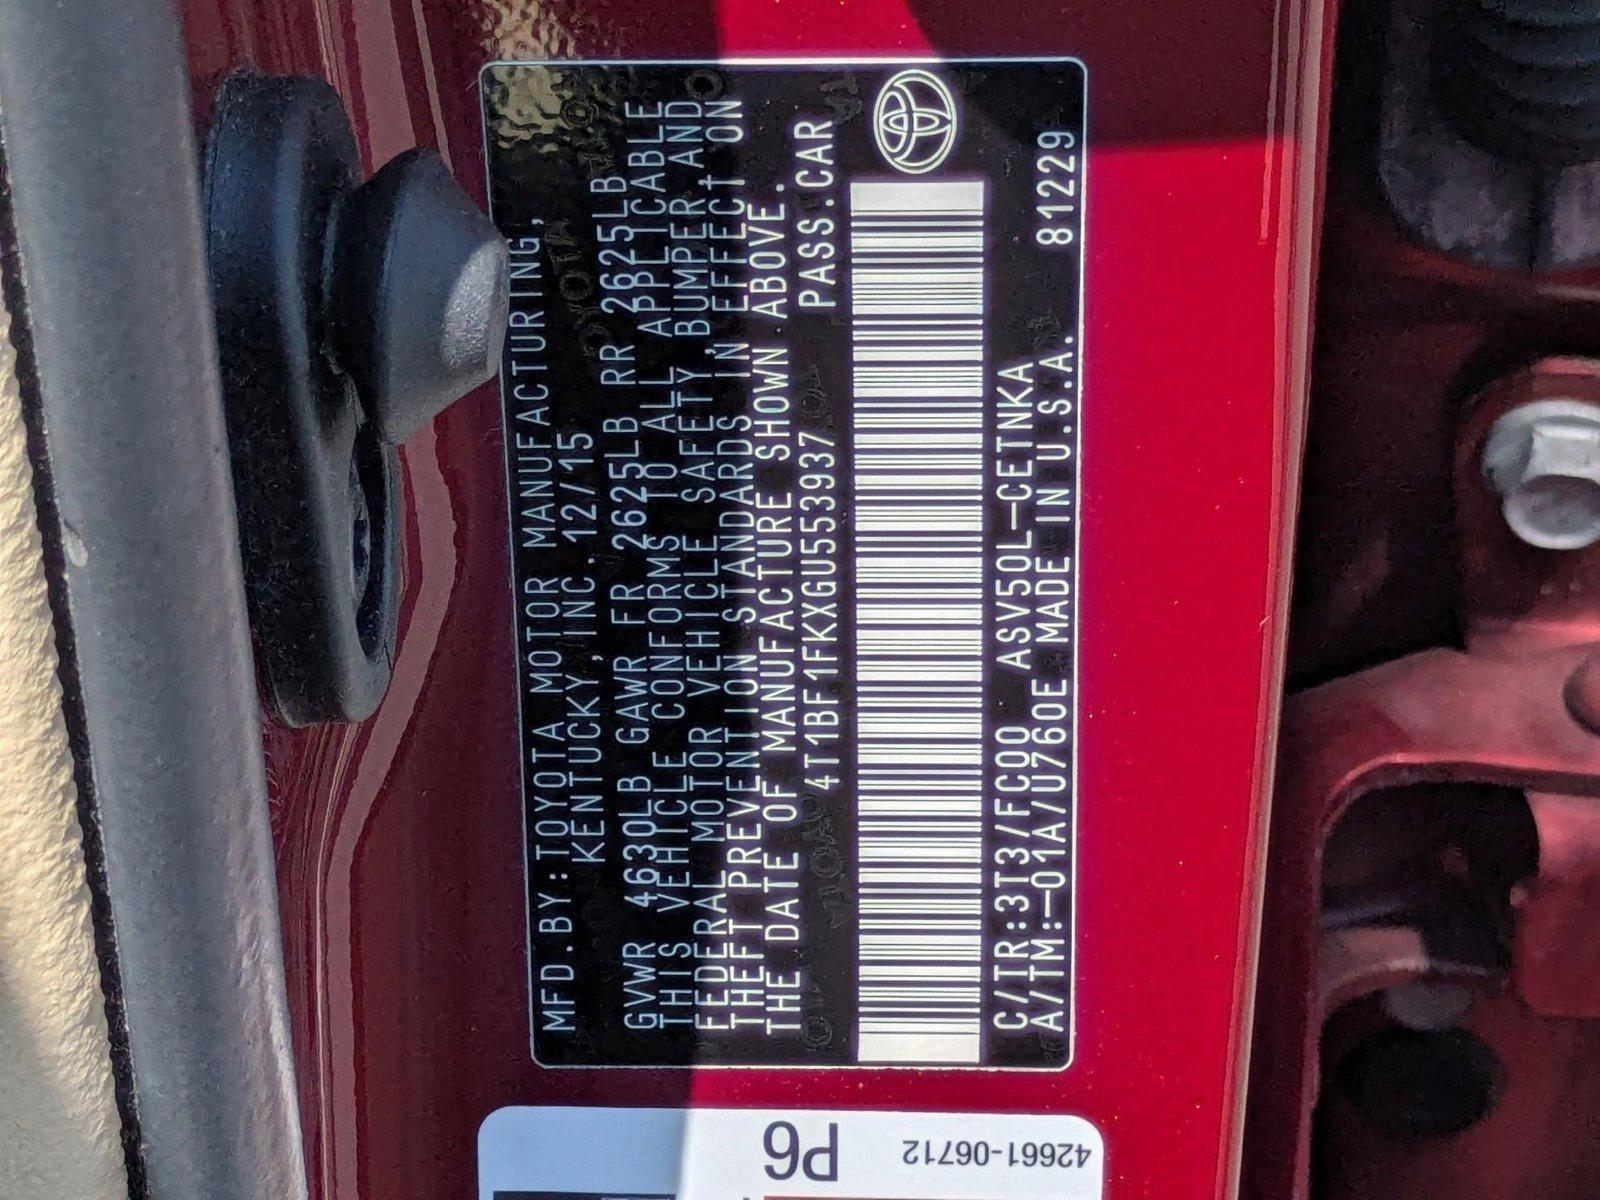 MFD.BY:TOYOTA MOTOR MANUFACTURING,
KENTUCKY,INC.12/15
GVWR 4630LB GAWR FR 2625LB RR 2625LB
THIS VEHICLE CONFORMS TO ALL APPLICABLE
FEDERAL MOTOR VEHICLE SAFETY,BUMPER AND
THEFT PREVENTION STANDARDS IN EFFECT ON
THE DATE OF MANUFACTURE SHOWN ABOVE.
4T1BF1FKXGU553937 PASS.CAR
C/TR:3T3/FC00 ASV50L-CETNKA
A/TM:-01A/U760E MADE IN U.S.A. 81229
42661-06712
P6